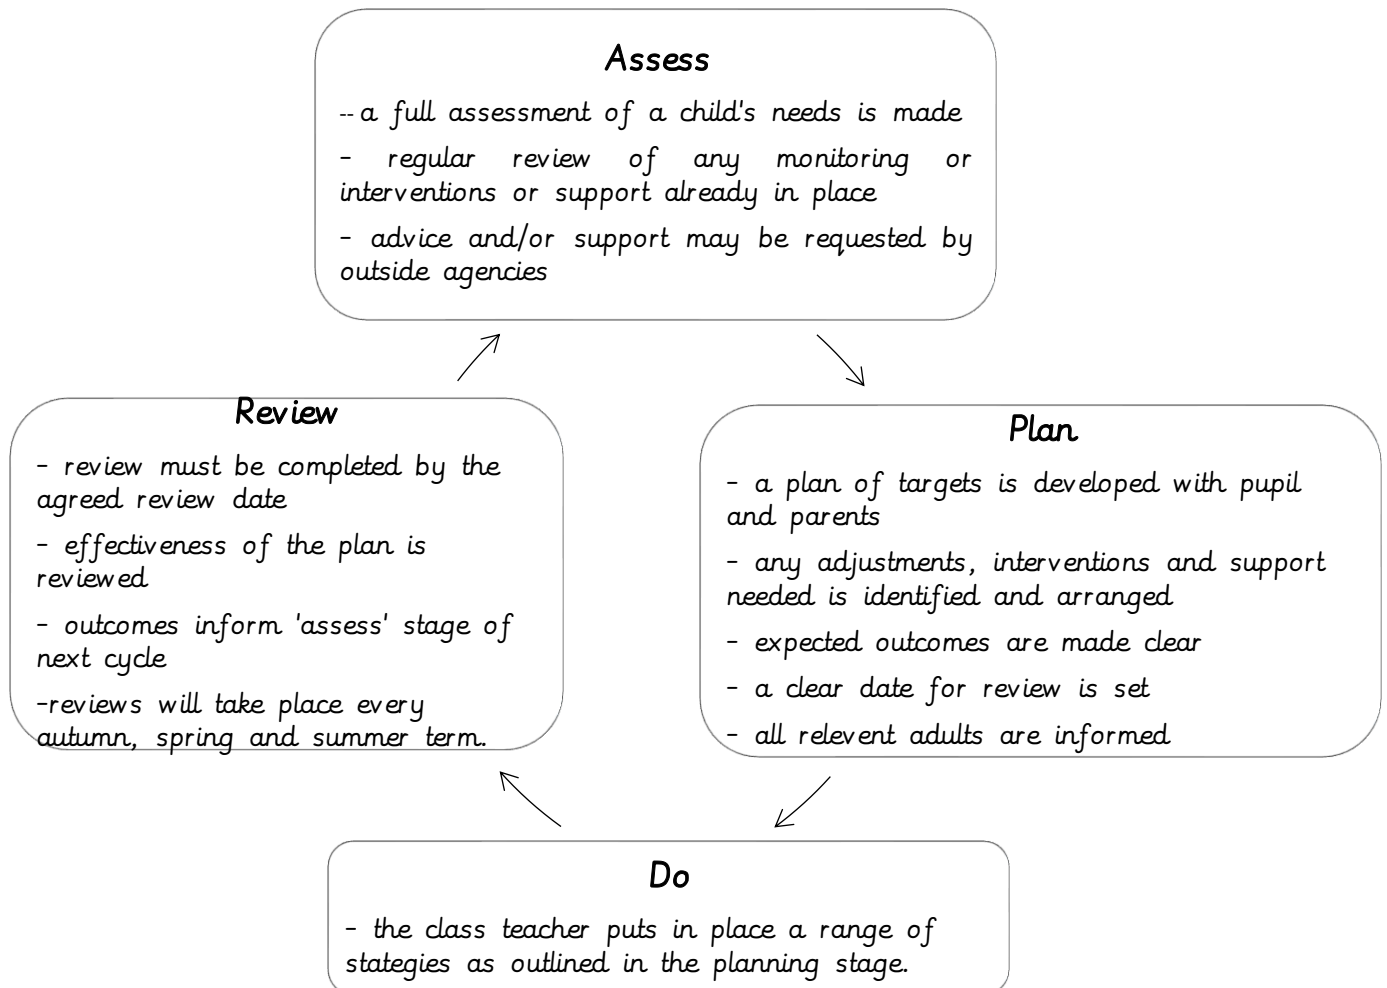 Assess
-- a full assessment of a child's needs is made
- regular review of any monitoring or
interventions or support already in place
- advice and/or support may be requested by
outside agencies
Plan
- a plan of targets is developed with pupil
and parents
- any adjustments, interventions and support
needed is identified and arranged
- expected outcomes are made clear
- a clear date for review is set
- all relevent adults are informed
Do
- the class teacher puts in place a range of
stategies as outlined in the planning stage.
Review
- review must be completed by the
agreed review date
- effectiveness of the plan is
reviewed
- outcomes inform 'assess' stage of
next cycle
-reviews will take place every
autumn, spring and summer term.